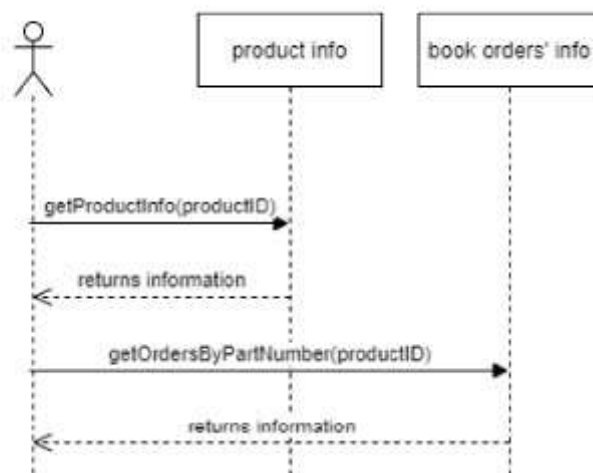 product info
book orders' info
getProductInfo(productID)
returns information
getOrdersByPartNumber(productID)
returns information